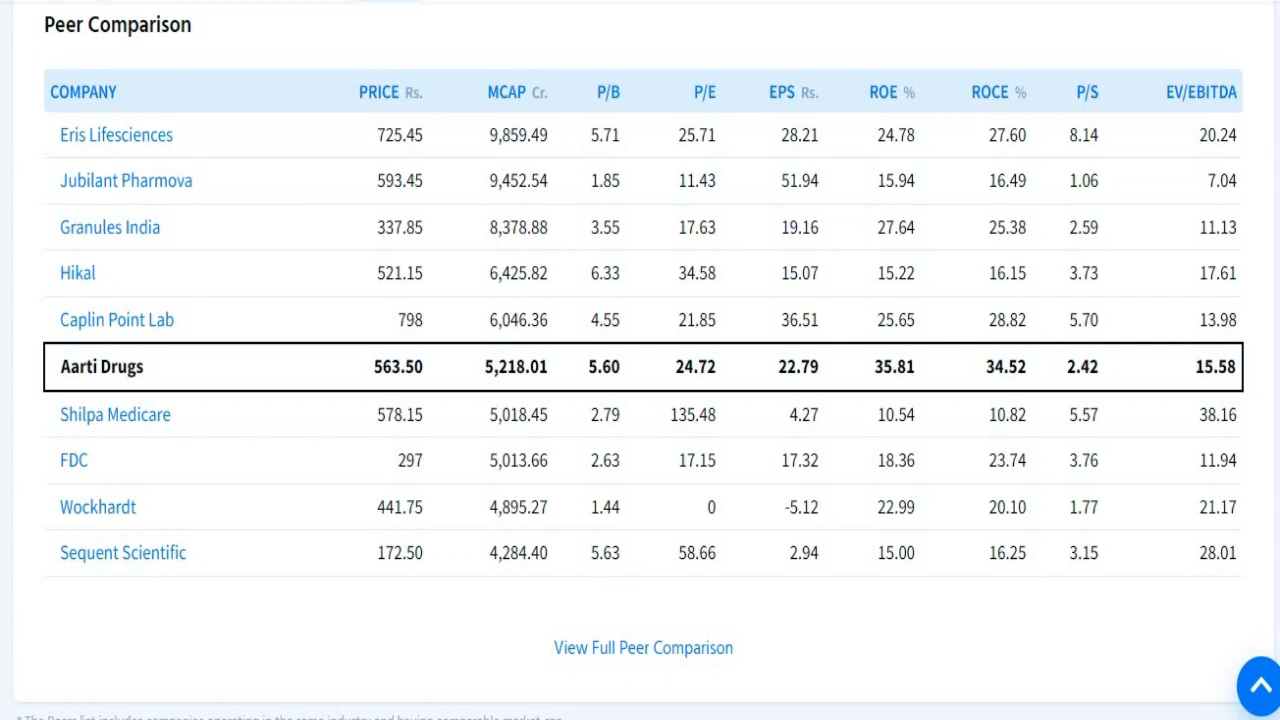 Peer Comparison
COMPANY PRICE Rs. MCAP Cr. P/B P/E EPS Rs. ROE % ROCE % P/S EV/EBITDA
Eris Lifesciences 725.45 9,859.49 5.71 25.71 28.21 24.78 27.60 8.14 20.24
Jubilant Pharmova 593.45 9,452.54 1.85 11.43 51.94 15.94 16.49 1.06 7.04
Granules India 337.85 8,378.88 3.55 17.63 19.16 27.64 25.38 2.59 11.13
Hikal 521.15 6,425.82 6.33 34.58 15.07 15.22 16.15 3.73 17.61
Caplin Point Lab 798 6,046.36 4.55 21.85 36.51 25.65 28.82 5.70 13.98
Aarti Drugs 563.50 5,218.01 5.60 24.72 22.79 35.81 34.52 2.42 15.58
Shilpa Medicare 578.15 5,018.45 2.79 135.48 4.27 10.54 10.82 5.57 38.16
FDC 297 5,013.66 2.63 17.15 17.32 18.36 23.74 3.76 11.94
Wockhardt 441.75 4,895.27 1.44 0 -5.12 22.99 20.10 1.77 21.17
Sequent Scientific 172.50 4,284.40 5.63 58.66 2.94 15.00 16.25 3.15 28.01
View Full Peer Comparison